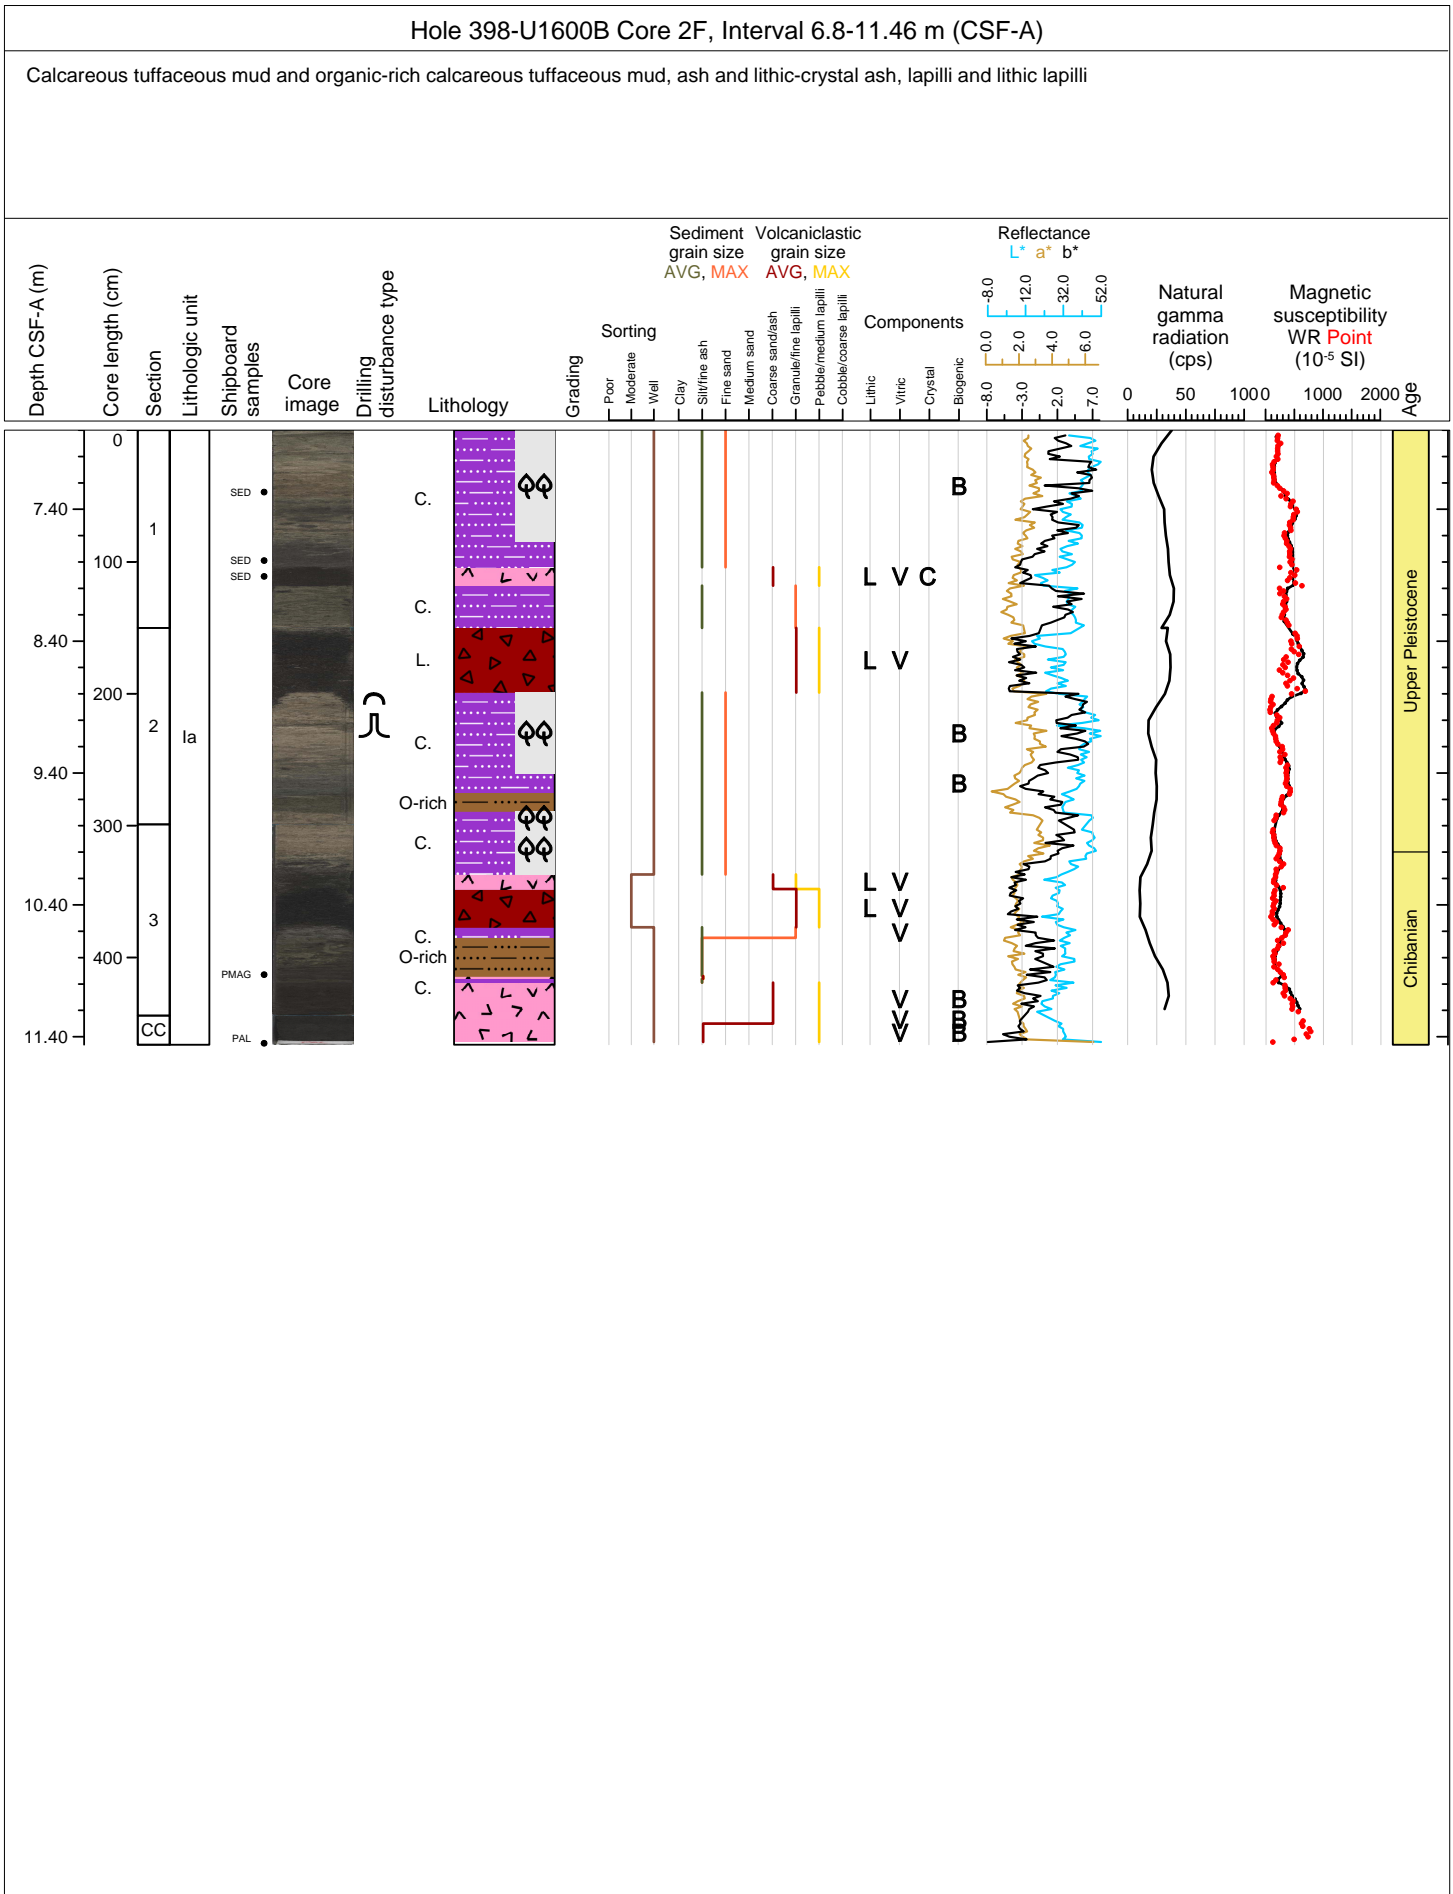 Hole 398-U1600B Core 2F, Interval 6.8-11.46 m (CSF-A)
Calcareous tuffaceous mud and organic-rich calcareous tuffaceous mud, ash and lithic-crystal ash, lapilli and lithic lapilli
Depth CSF-A (m)
Core length (cm)
Section
Lithologic unit
Shipboard
samples
Core
image
Drilling
disturbance type
Lithology
Grading
Sorting
Poor
Moderate
Well
Sediment
grain size
AVG, MAX
Volcaniclastic
grain size
AVG, MAX
Clay
Silt/fine ash
Fine sand
Medium sand
Coarse sand/ash
Granule/fine lapilli
Pebble/medium lapilli
Cobble/coarse lapilli
Components
Lithic
Vitric
Crystal
Biogenic
Reflectance
L* a* b*
-8.0 12.0 32.0 52.0
0.0 2.0 4.0 6.0
-8.0 -3.0 2.0 7.0
Natural
gamma
radiation
(cps)
0 50 100
Magnetic
susceptibility
WR Point
(10-5 SI)
0 1000 2000
Age
0
SED
C.
B
7.40
1
SED
100
SED
L V C
C.
8.40
L.
L V
200
2
Ia
C.
B
Upper Pleistocene
9.40
B
O-rich
300
C.
L V
10.40
L V
3
C.
V
400
O-rich
PMAG
C.
V B
Chibanian
CC
V B
11.40
PAL
V B